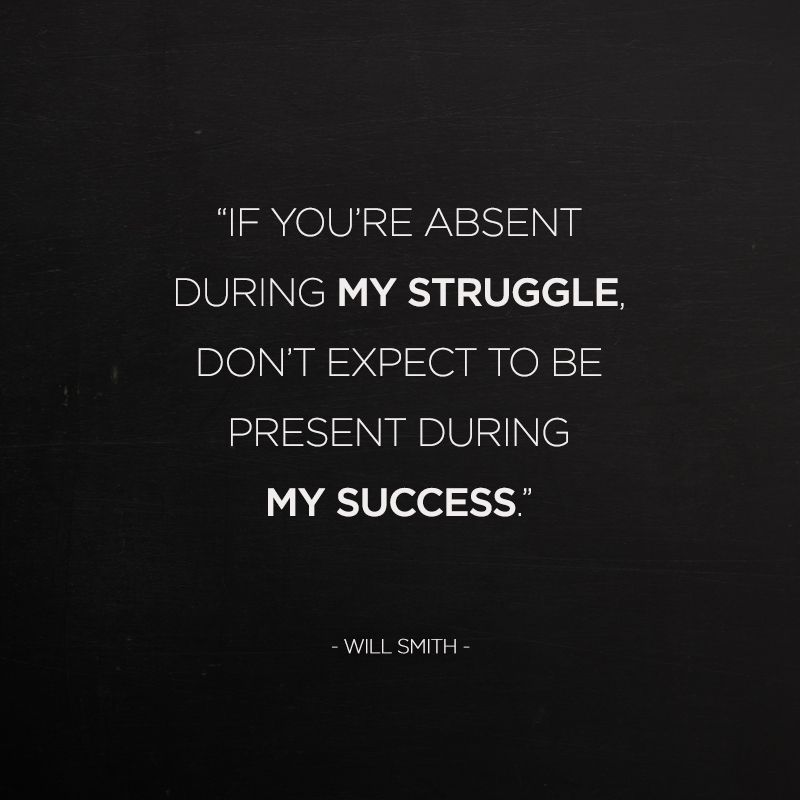 “IF YOU’RE ABSENT
DURING MY STRUGGLE,
DON’T EXPECT TO BE
PRESENT DURING
MY SUCCESS.”
- WILL SMITH -